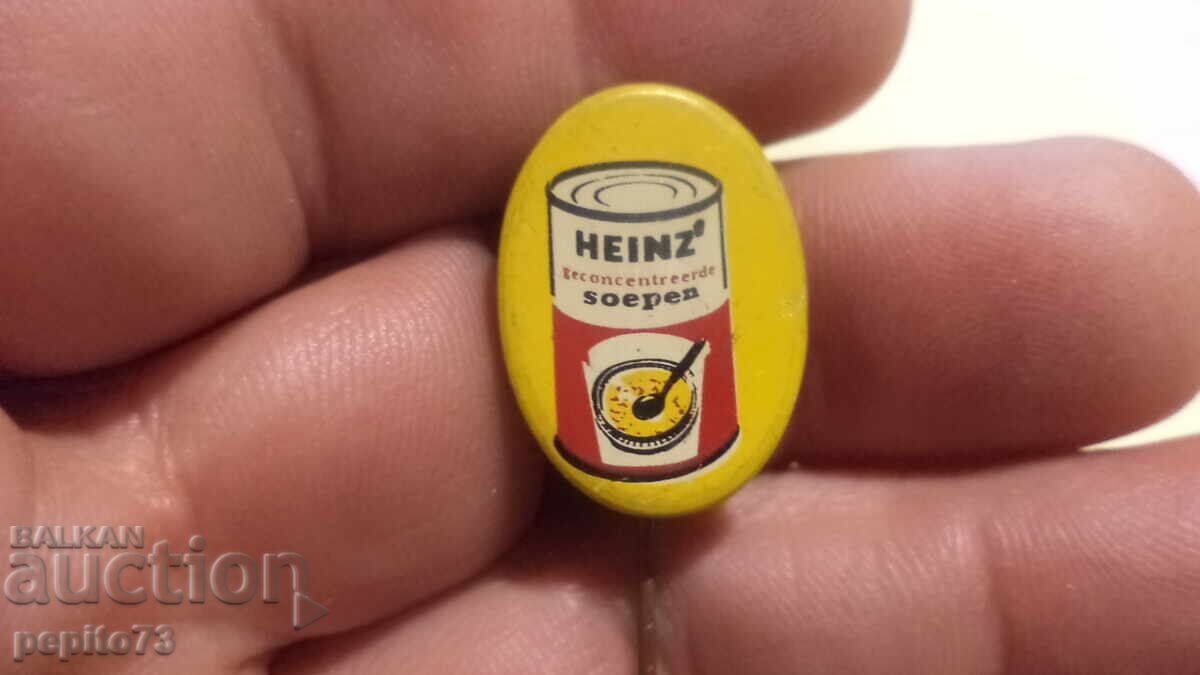 HEINZ'
geconcentreerde
soepen
BALKAN
auction
pepito73